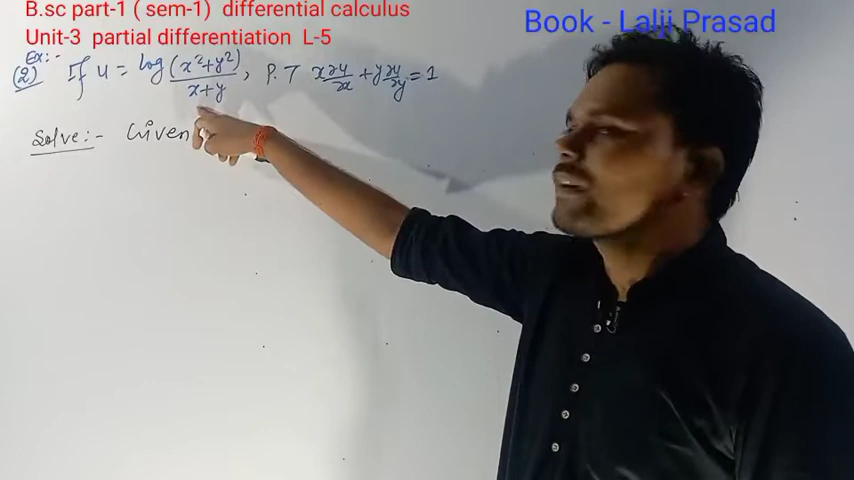 B.sc part-1 ( sem-1) differential calculus
Unit-3 partial differentiation L-5
Book - Lalji Prasad
Ex:-
(2) If u = log (x²+y²)/(x+y), P.T x ∂u/∂x + y ∂u/∂y = 1
Solve:- Given